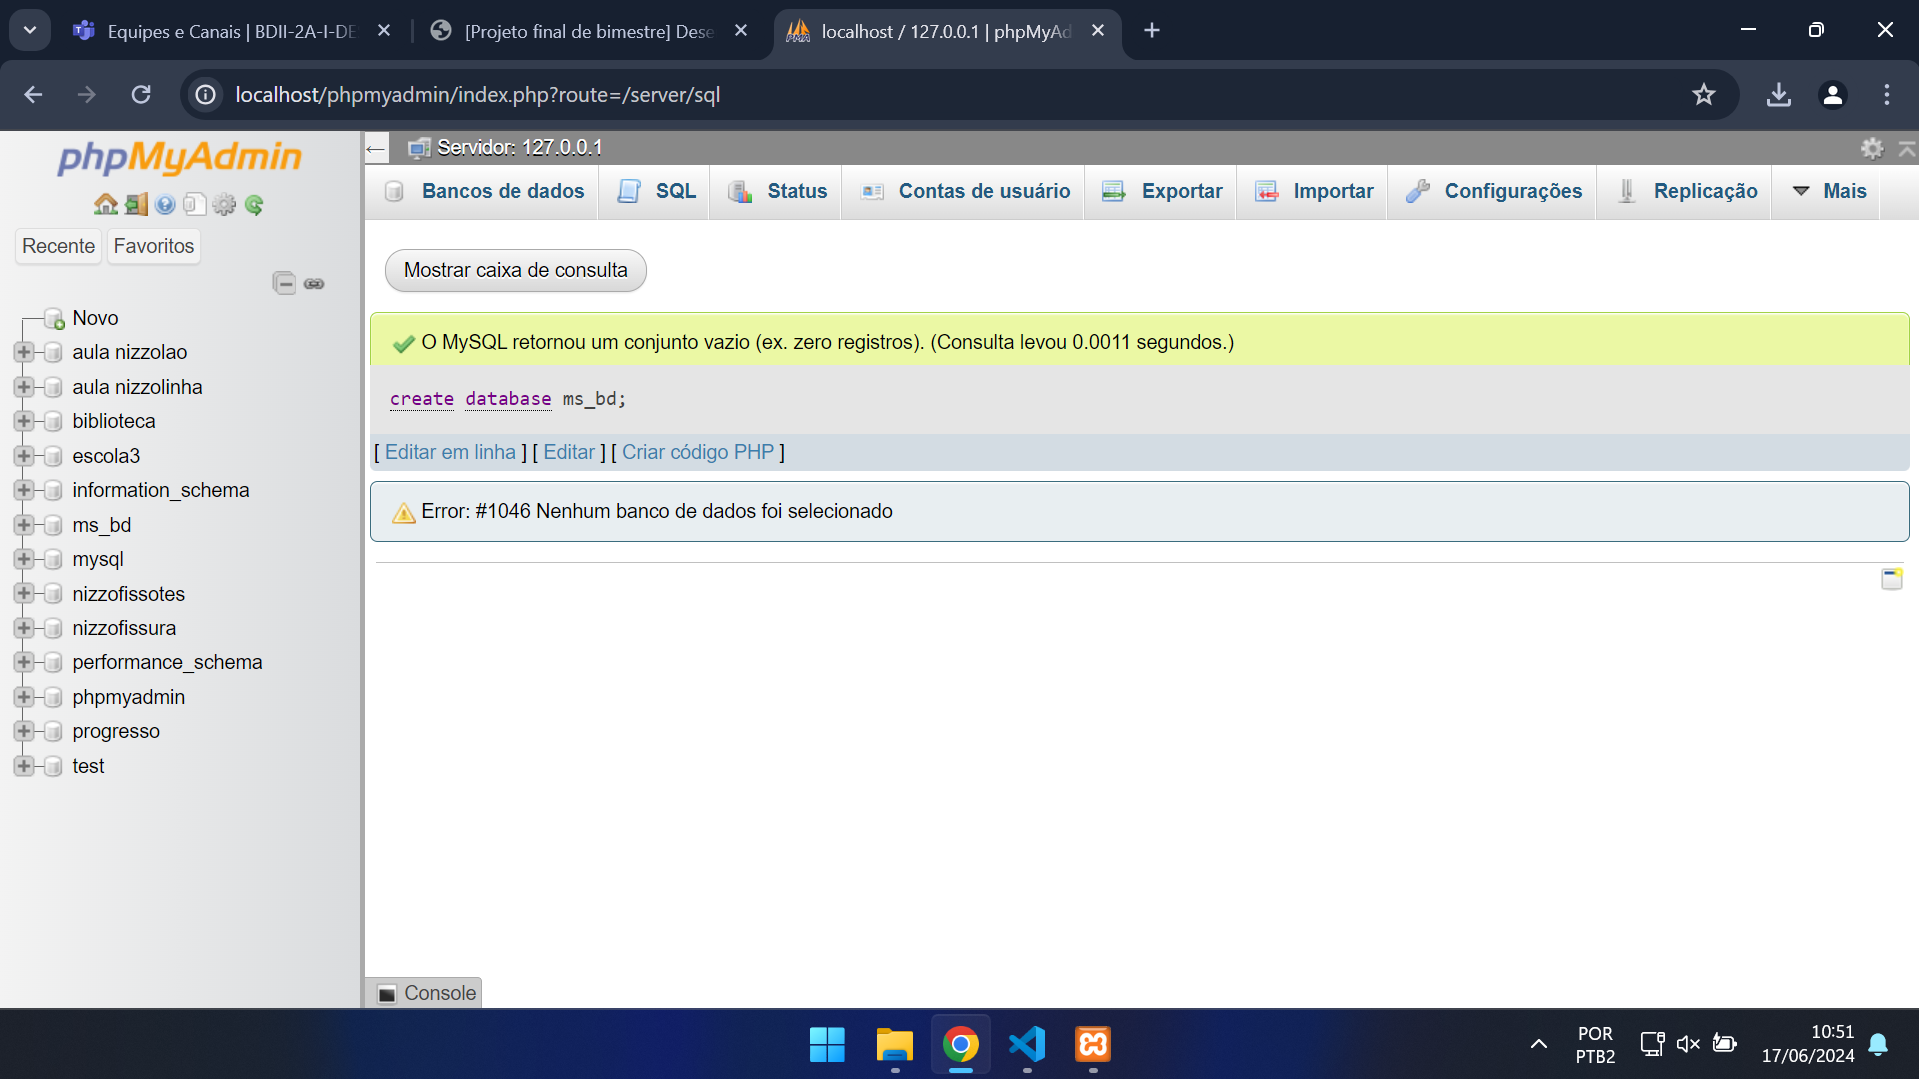 Equipes e Canais | BDII-2A-I-DE
[Projeto final de bimestre] Dese
localhost / 127.0.0.1 | phpMyAd
localhost/phpmyadmin/index.php?route=/server/sql
phpMyAdmin
Recente
Favoritos
Novo
aula nizzolao
aula nizzolinha
biblioteca
escola3
information_schema
ms_bd
mysql
nizzofissotes
nizzofissura
performance_schema
phpmyadmin
progresso
test
Servidor: 127.0.0.1
Bancos de dados
SQL
Status
Contas de usuário
Exportar
Importar
Configurações
Replicação
Mais
Mostrar caixa de consulta
O MySQL retornou um conjunto vazio (ex. zero registros). (Consulta levou 0.0011 segundos.)
create database ms_bd;
[ Editar em linha ] [ Editar ] [ Criar código PHP ]
Error: #1046 Nenhum banco de dados foi selecionado
Console
POR
PTB2
10:51
17/06/2024